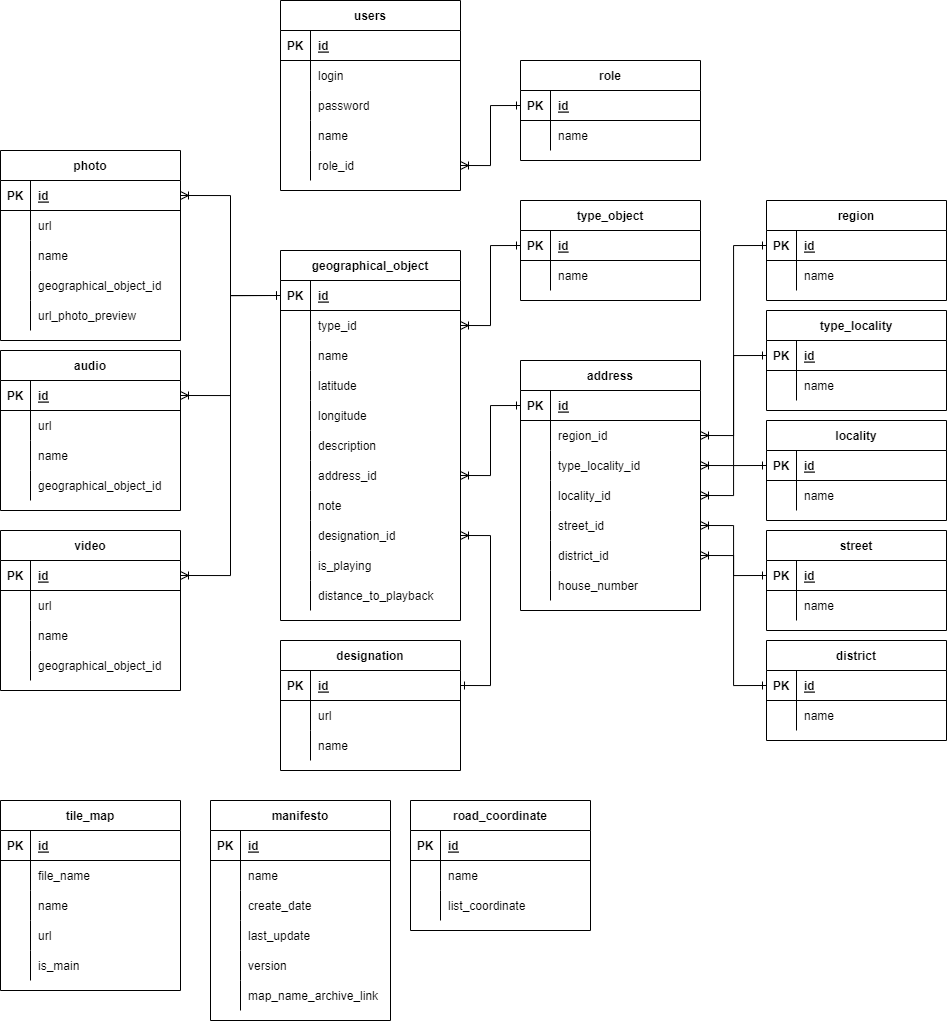 users
PK id
login
password
name
role_id
role
PK id
name
photo
PK id
url
name
geographical_object_id
url_photo_preview
audio
PK id
url
name
geographical_object_id
video
PK id
url
name
geographical_object_id
geographical_object
PK id
type_id
name
latitude
longitude
description
address_id
note
designation_id
is_playing
distance_to_playback
designation
PK id
url
name
type_object
PK id
name
address
PK id
region_id
type_locality_id
locality_id
street_id
district_id
house_number
region
PK id
name
type_locality
PK id
name
locality
PK id
name
street
PK id
name
district
PK id
name
tile_map
PK id
file_name
name
url
is_main
manifesto
PK id
name
create_date
last_update
version
map_name_archive_link
road_coordinate
PK id
name
list_coordinate